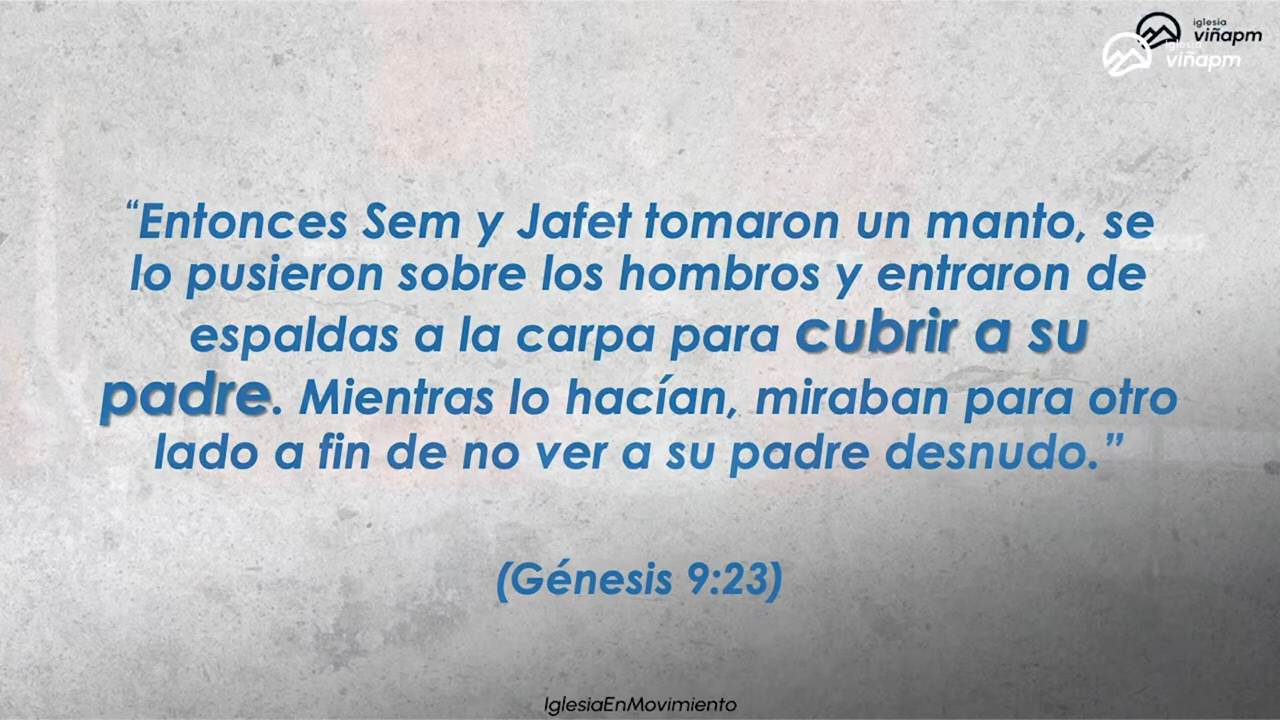 iglesia
viñapm
iglesia
viñapm
“Entonces Sem y Jafet tomaron un manto, se
lo pusieron sobre los hombros y entraron de
espaldas a la carpa para cubrir a su
padre. Mientras lo hacían, miraban para otro
lado a fin de no ver a su padre desnudo.”
(Génesis 9:23)
IglesiaEnMovimiento